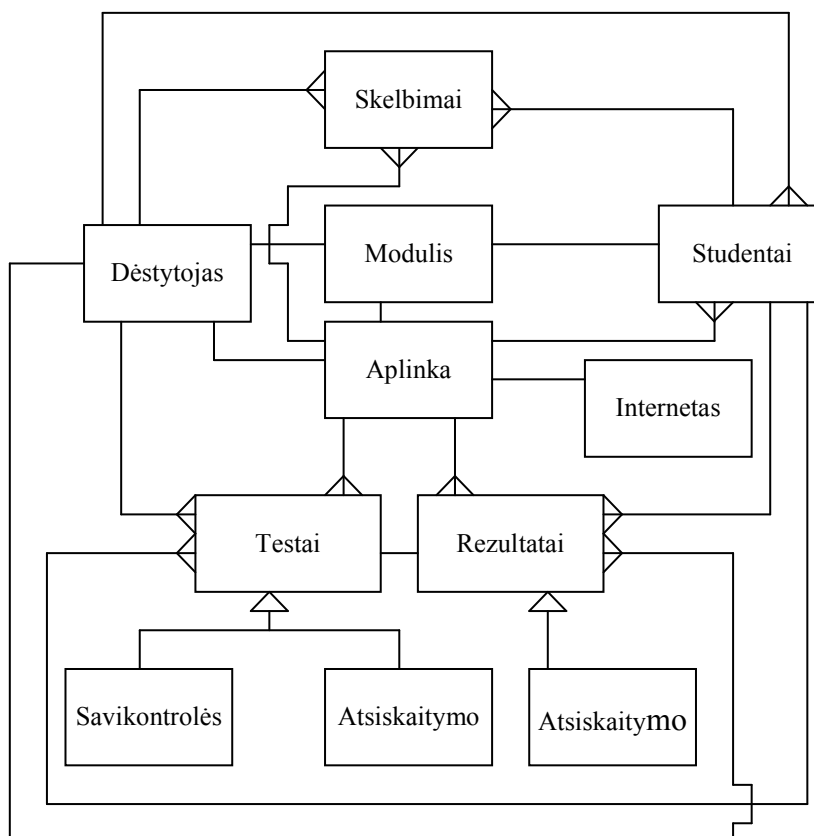 Skelbimai
Dėstytojas
Modulis
Studentai
Aplinka
Internetas
Testai
Rezultatai
Savikontrolės
Atsiskaitymo
Atsiskaitymo